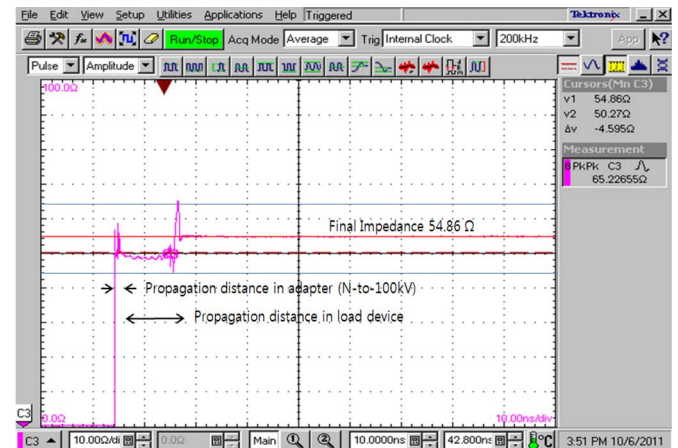 File Edit View Setup Utilities Applications Help Triggered Tektronix
Run/Stop Acq Mode Average Trig Internal Clock 200kHz App
Pulse Amplitude
100.0Ω
Cursors(Mn C3)
v1 54.86Ω
v2 50.27Ω
Δv -4.595Ω
Measurement
PkPk C3
65.22655Ω
Final Impedance 54.86 Ω
Propagation distance in adapter (N-to-100kV)
Propagation distance in load device
C3
0.0Ω 10.00ns/div
C3 10.00Ω/di 0.0Ω Main 10.0000ns 42.800ns °C 3:51 PM 10/6/2011